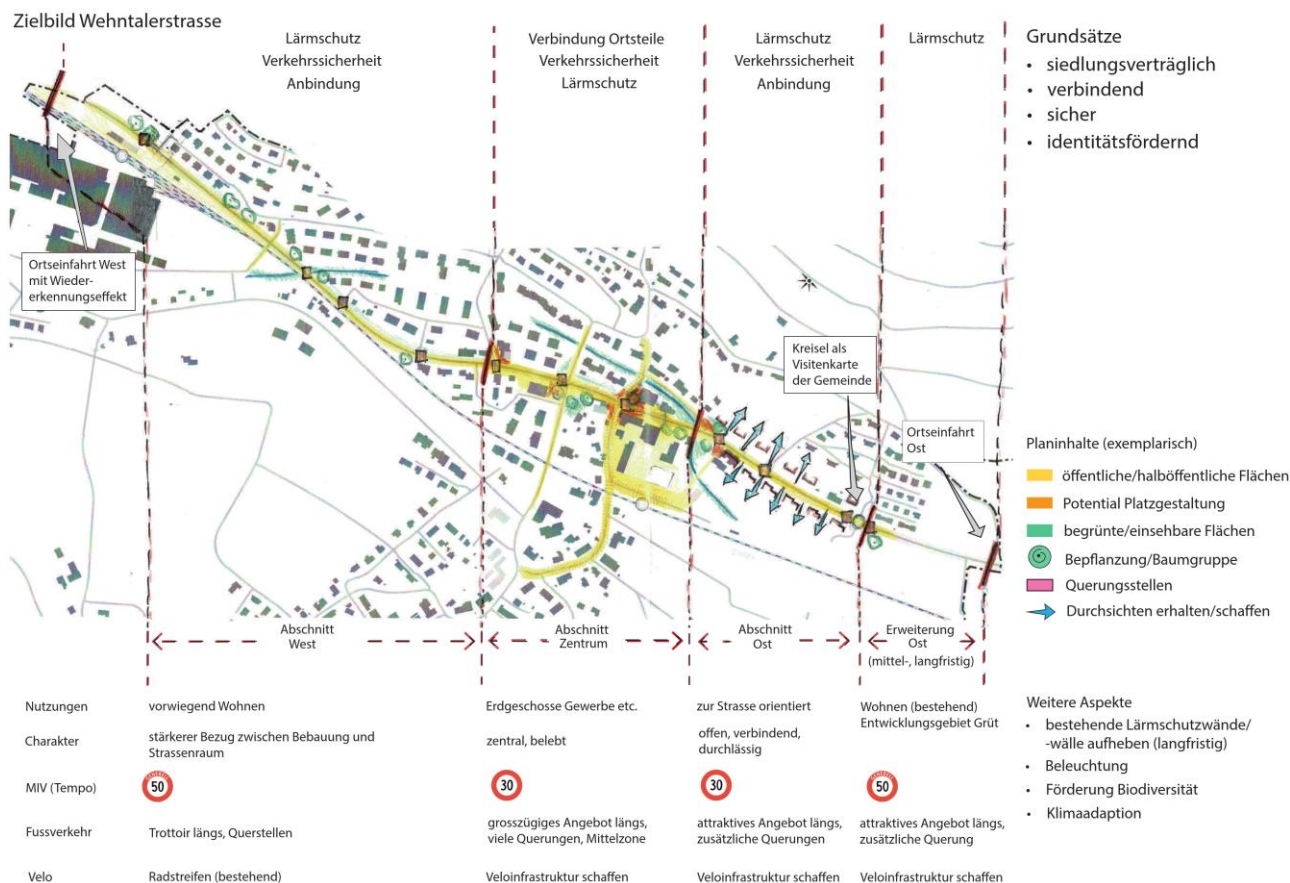 Zielbild Wehntalerstrasse
Lärmschutz
Verkehrssicherheit
Anbindung
Verbindung Ortsteile
Verkehrssicherheit
Lärmschutz
Lärmschutz
Verkehrssicherheit
Anbindung
Lärmschutz
Grundsätze
• siedlungsverträglich
• verbindend
• sicher
• identitätsfördernd
Ortseinfahrt West
mit Wieder-
erkennungseffekt
Kreisel als
Visitenkarte
der Gemeinde
Ortseinfahrt
Ost
Planinhalte (exemplarisch)
öffentliche/halböffentliche Flächen
Potential Platzgestaltung
begrünte/einsehbare Flächen
Bepflanzung/Baumgruppe
Querungsstellen
Durchsichten erhalten/schaffen
Abschnitt
West
Abschnitt
Zentrum
Abschnitt
Ost
Erweiterung
Ost
(mittel-, langfristig)
Nutzungen
vorwiegend Wohnen
Erdgeschosse Gewerbe etc.
zur Strasse orientiert
Wohnen (bestehend)
Entwicklungsgebiet Grüt
Charakter
stärkerer Bezug zwischen Bebauung und
Strassenraum
zentral, belebt
offen, verbindend,
durchlässig
MIV (Tempo)
GENERELL
50
30
30
GENERELL
50
Fussverkehr
Trottoir längs, Querstellen
grosszügiges Angebot längs,
viele Querungen, Mittelzone
attraktives Angebot längs,
zusätzliche Querungen
attraktives Angebot längs,
zusätzliche Querung
Velo
Radstreifen (bestehend)
Veloinfrastruktur schaffen
Veloinfrastruktur schaffen
Veloinfrastruktur schaffen
Weitere Aspekte
• bestehende Lärmschutzwände/
-wälle aufheben (langfristig)
• Beleuchtung
• Förderung Biodiversität
• Klimaadaption